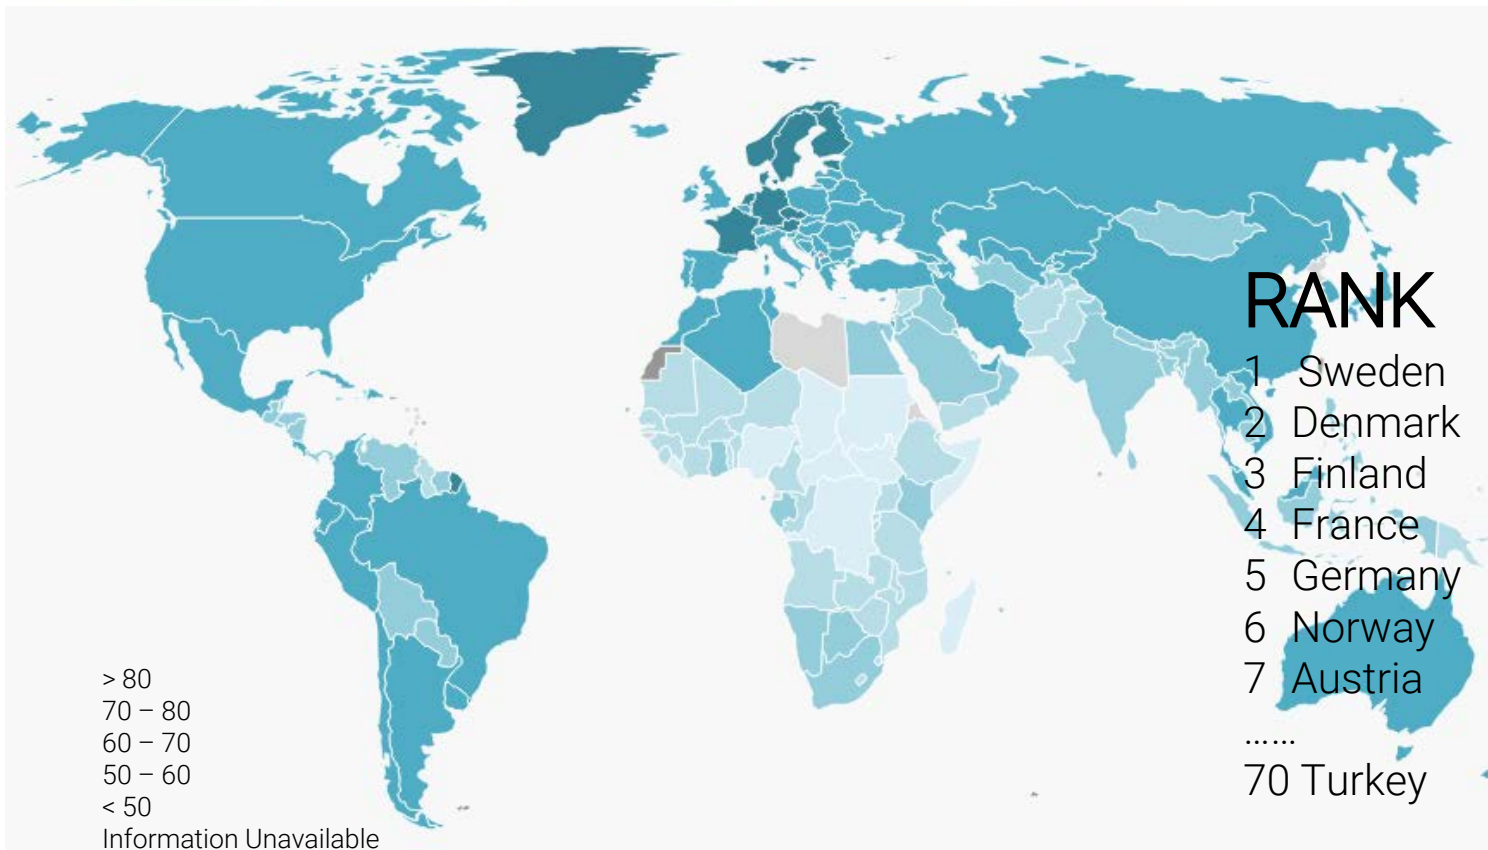 RANK
1 Sweden
2 Denmark
3 Finland
4 France
5 Germany
6 Norway
7 Austria
......
70 Turkey
> 80
70 – 80
60 – 70
50 – 60
< 50
Information Unavailable